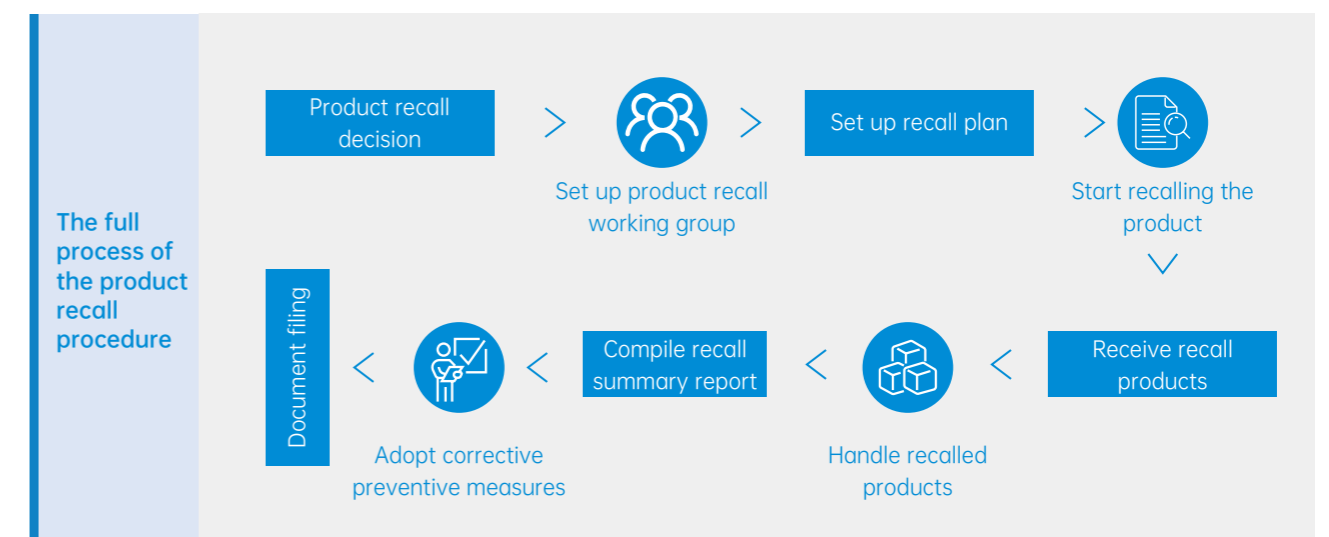 The full
process of
the product
recall
procedure
Product recall
decision
Set up product recall
working group
Set up recall plan
Start recalling the
product
Receive recall
products
Handle recalled
products
Compile recall
summary report
Adopt corrective
preventive measures
Document filing